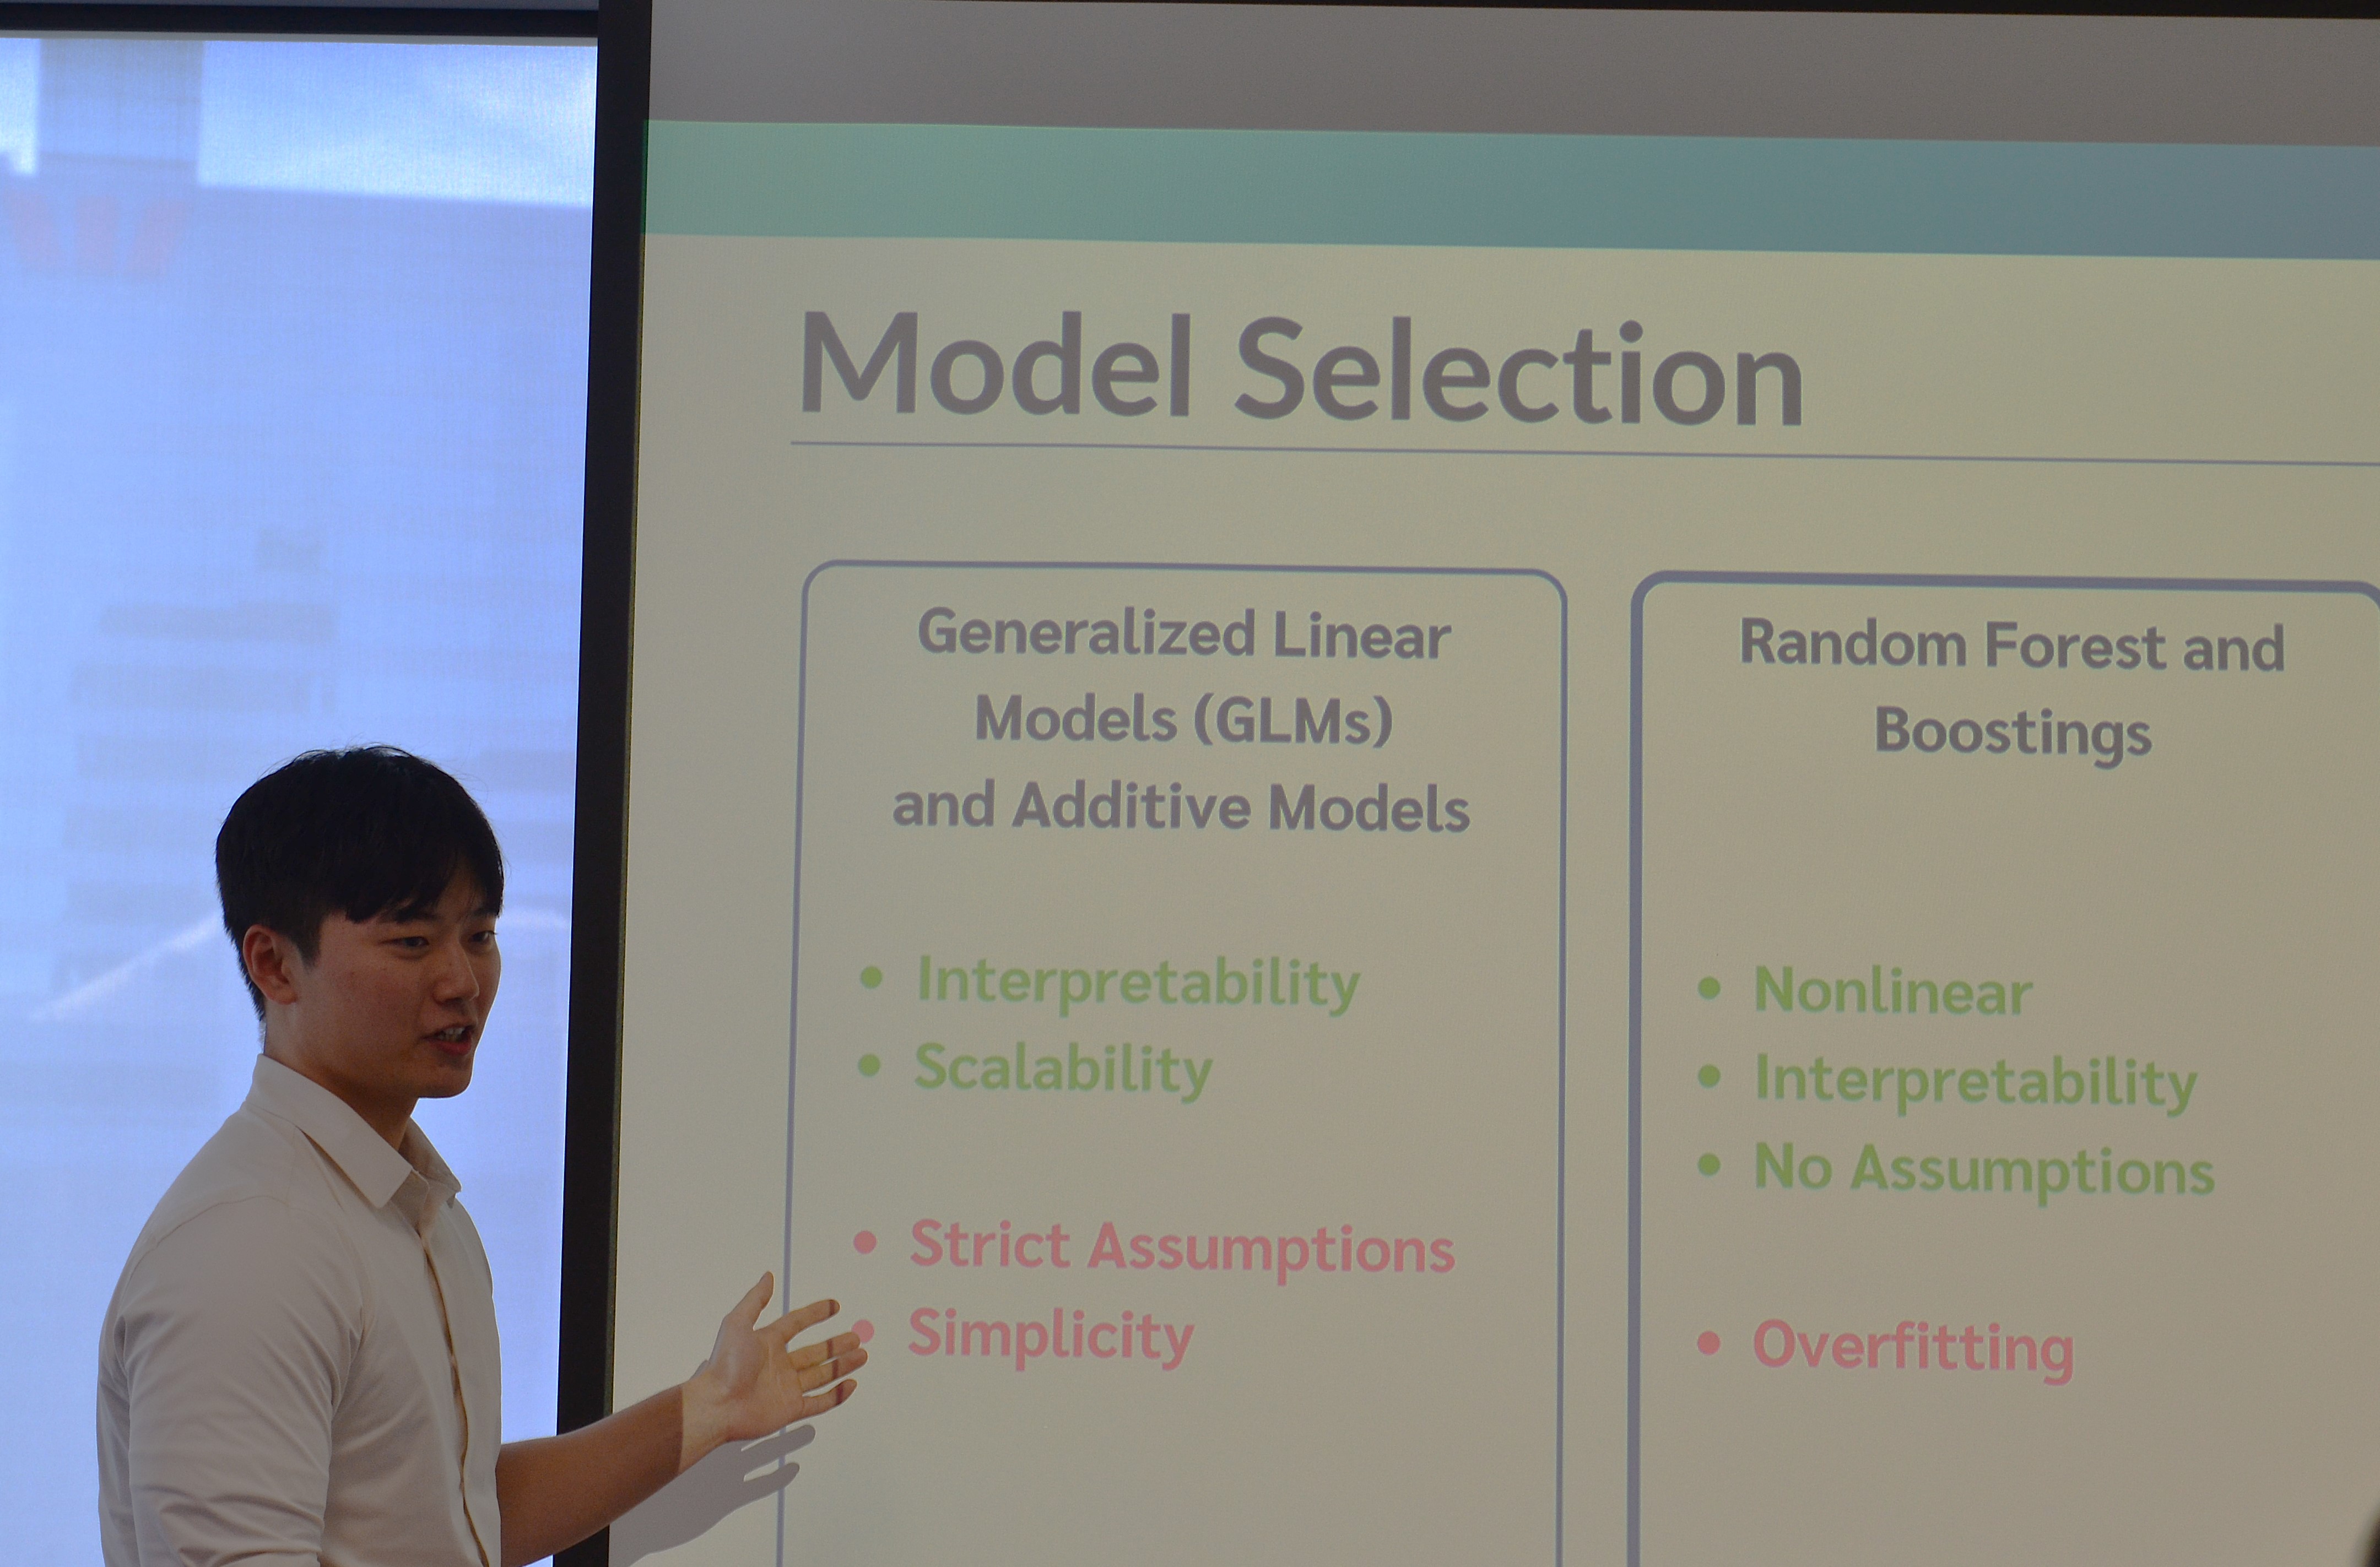 Model Selection
Generalized Linear
Models (GLMs)
and Additive Models
• Interpretability
• Scalability
• Strict Assumptions
• Simplicity
Random Forest and
Boostings
• Nonlinear
• Interpretability
• No Assumptions
• Overfitting